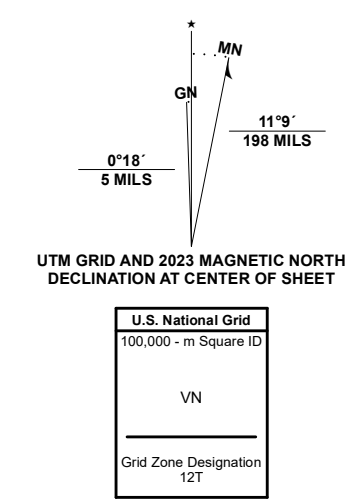 ★
MN
GN
11°9´
198 MILS
0°18´
5 MILS
UTM GRID AND 2023 MAGNETIC NORTH
DECLINATION AT CENTER OF SHEET
U.S. National Grid
100,000 - m Square ID
VN
Grid Zone Designation
12T